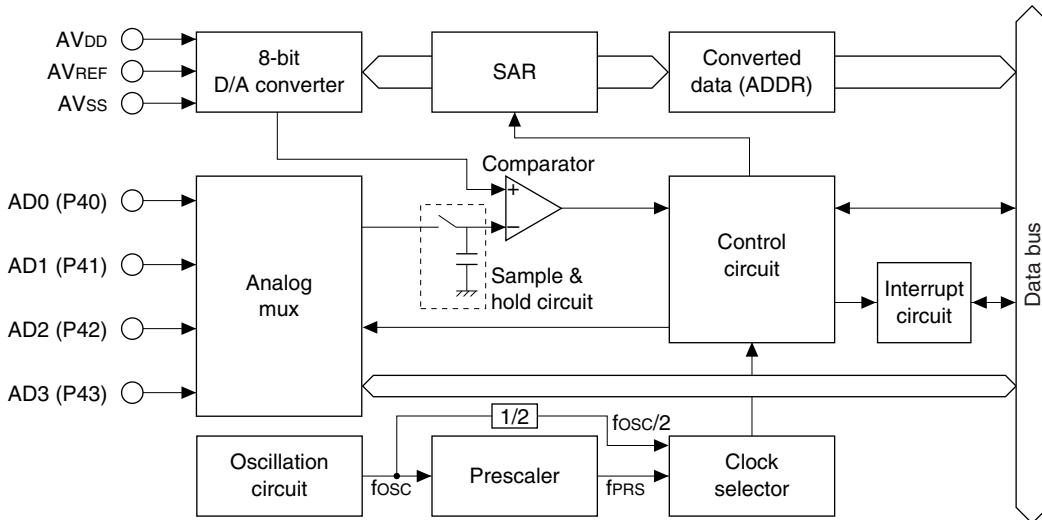 AVDD
AVREF
AVSS
8-bit
D/A converter
SAR
Converted
data (ADDR)
Comparator
+
−
AD0 (P40)
AD1 (P41)
AD2 (P42)
AD3 (P43)
Analog
mux
Sample &
hold circuit
Control
circuit
Interrupt
circuit
Data bus
1/2
fOSC/2
Oscillation
circuit
fOSC
Prescaler
fPRS
Clock
selector